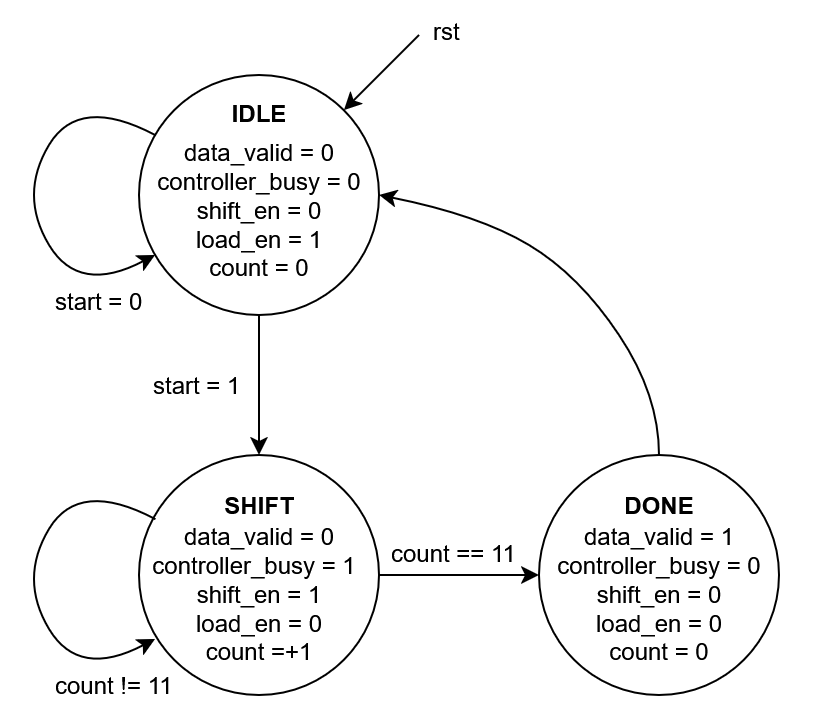 rst
IDLE
data_valid = 0
controller_busy = 0
shift_en = 0
load_en = 1
count = 0
start = 0
start = 1
SHIFT
data_valid = 0
controller_busy = 1
shift_en = 1
load_en = 0
count =+1
count != 11
count == 11
DONE
data_valid = 1
controller_busy = 0
shift_en = 0
load_en = 0
count = 0